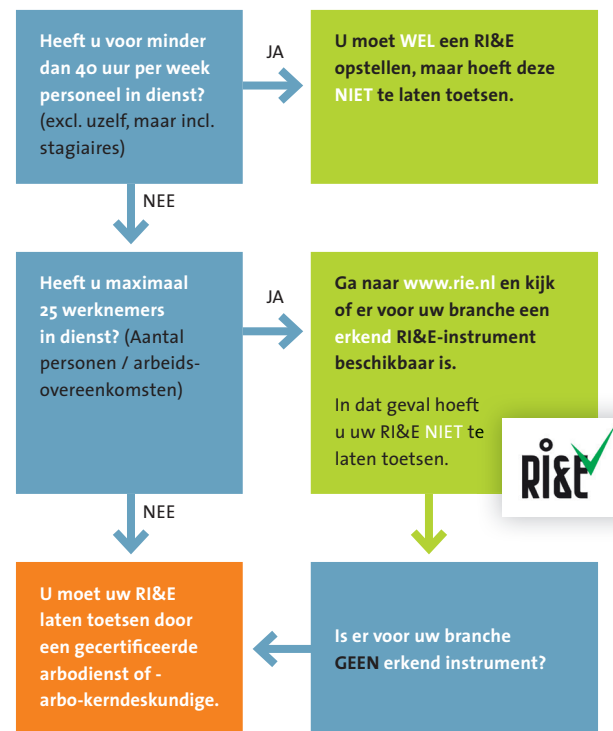 Heeft u voor minder
dan 40 uur per week
personeel in dienst?
(excl. uzelf, maar incl.
stagiaires)
JA
U moet WEL een RI&E
opstellen, maar hoeft deze
NIET te laten toetsen.
NEE
Heeft u maximaal
25 werknemers
in dienst? (Aantal
personen / arbeids-
overeenkomsten)
JA
Ga naar www.rie.nl en kijk
of er voor uw branche een
erkend RI&E-instrument
beschikbaar is.
In dat geval hoeft
u uw RI&E NIET te
laten toetsen.
RI&E
NEE
U moet uw RI&E
laten toetsen door
een gecertificeerde
arbodienst of -
arbo-kerndeskundige.
Is er voor uw branche
GEEN erkend instrument?